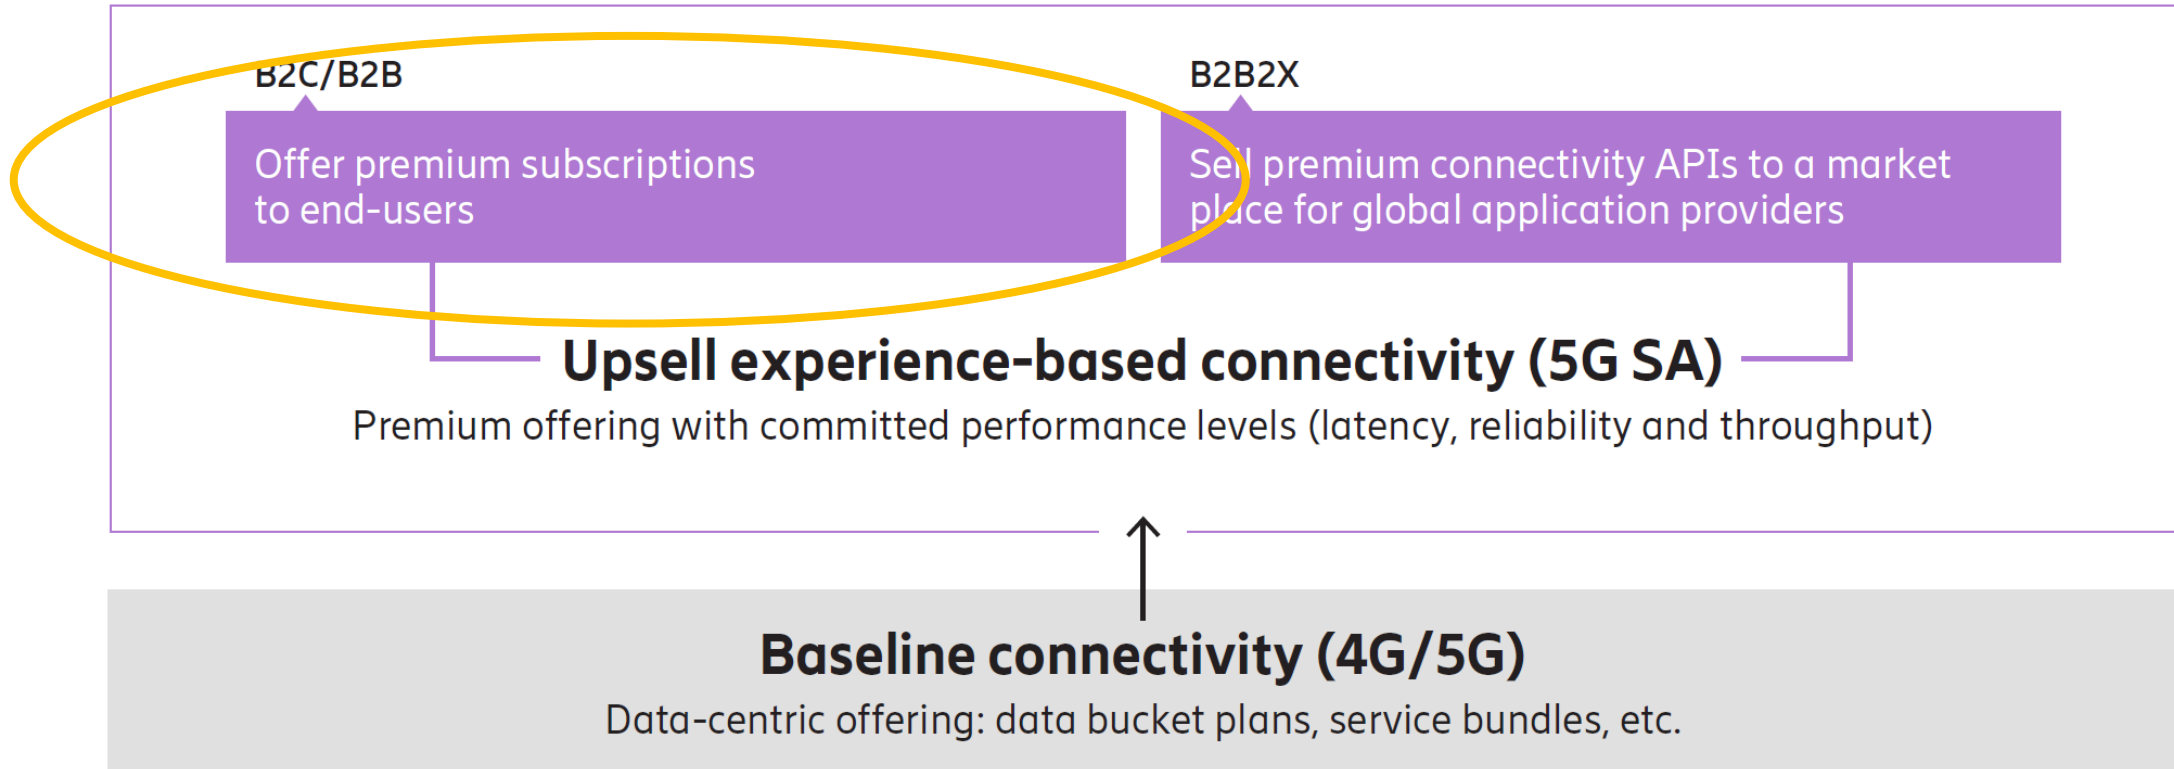 B2C/B2B
Offer premium subscriptions
to end-users
B2B2X
Sell premium connectivity APIs to a market
place for global application providers
Upsell experience-based connectivity (5G SA)
Premium offering with committed performance levels (latency, reliability and throughput)
Baseline connectivity (4G/5G)
Data-centric offering: data bucket plans, service bundles, etc.